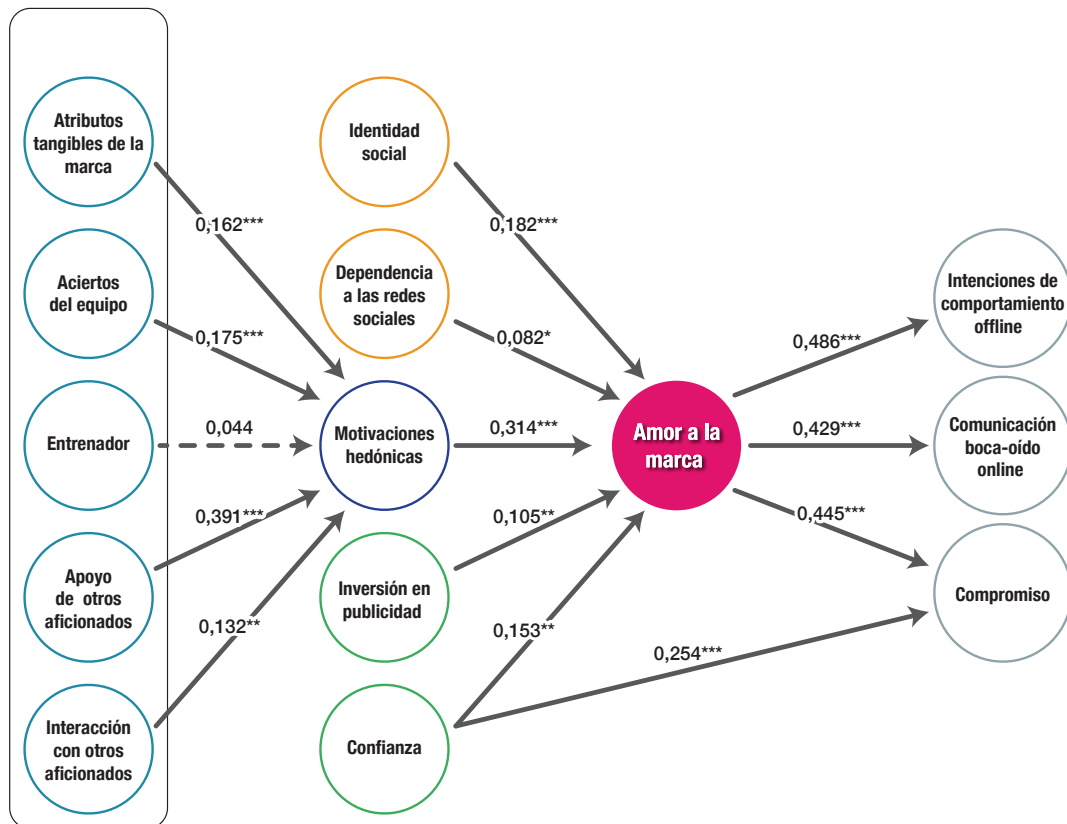 Atributos
tangibles de la
marca
Identidad
social
0,162***
0,182***
Aciertos
del equipo
Dependencia
a las redes
sociales
Intenciones de
comportamiento
offline
0,175***
0,082*
0,486***
Entrenador
0,044
Motivaciones
hedónicas
0,314***
Amor a la
marca
0,429***
Comunicación
boca-oído
online
0,391***
0,105**
0,445***
Apoyo
de otros
aficionados
Inversión en
publicidad
Compromiso
0,132**
0,153**
0,254***
Interacción
con otros
aficionados
Confianza